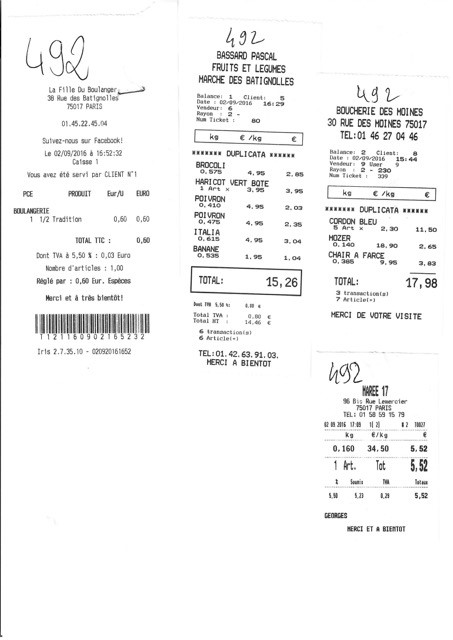 492
La Fille Du Boulanger
30 Rue des Batignolles
75017 PARIS
01.45.22.45.04
Suivez-nous sur Facebook!
Le 02/09/2016 à 16:52:32
Caisse 1
Vous avez été servi par CLIENT N°1
PCE PRODUIT Eur/U EURO
BOULANGERIE
1 1/2 Tradition 0,60 0,60
TOTAL TTC : 0,60
Dont TVA à 5,50 % : 0,03 Euro
Nombre d'articles : 1,00
Réglé par : 0,60 Eur. Espèces
Merci et à très bientôt!
1121160902165232
Iris 2.7.35.10 - 020920161652
492
BASSARD PASCAL
FRUITS ET LEGUMES
MARCHE DES BATIGNOLLES
Balance: 1 Client: 5
Date : 02/09/2016 16:29
Vendeur: 6
Rayon : 2 -
Num Ticket : 80
kg € /kg €
******* DUPLICATA ******
BROCOLI
0,575 4,95 2,85
HARICOT VERT BOTE
1 Art × 3,95 3,95
POIVRON
0,410 4,95 2,03
POIVRON
0,475 4,95 2,35
ITALIA
0,615 4,95 3,04
BANANE
0,535 1,95 1,04
TOTAL: 15,26
Dont TVA 5,50 %: 0,80 €
Total TVA : 0,80 €
Total HT : 14,46 €
6 transaction(s)
6 Article(*)
TEL:01.42.63.91.03.
MERCI A BIENTOT
492
BOUCHERIE DES MOINES
30 RUE DES MOINES 75017
TEL:01 46 27 04 46
Balance: 2 Client: 8
Date : 02/09/2016 15:44
Vendeur: 9 User 9
Rayon : 2 - 230
Num Ticket : 339
kg € /kg €
******* DUPLICATA ******
CORDON BLEU
5 Art × 2,30 11,50
MOZER
0,140 18,90 2,65
CHAIR A FARCE
0,385 9,95 3,83
TOTAL: 17,98
3 transaction(s)
7 Article(*)
MERCI DE VOTRE VISITE
492
MAREE 17
96 Bis Rue Lemercier
75017 PARIS
TEL: 01 58 59 15 79
02 09 2016 17:09 1[ 2] # 2 T0027
kg €/kg €
0.160 34.50 5.52
1 Art. Tot 5,52
% Soumis TVA Totaux
5,50 5,23 0,29 5,52
GEORGES
MERCI ET A BIENTOT